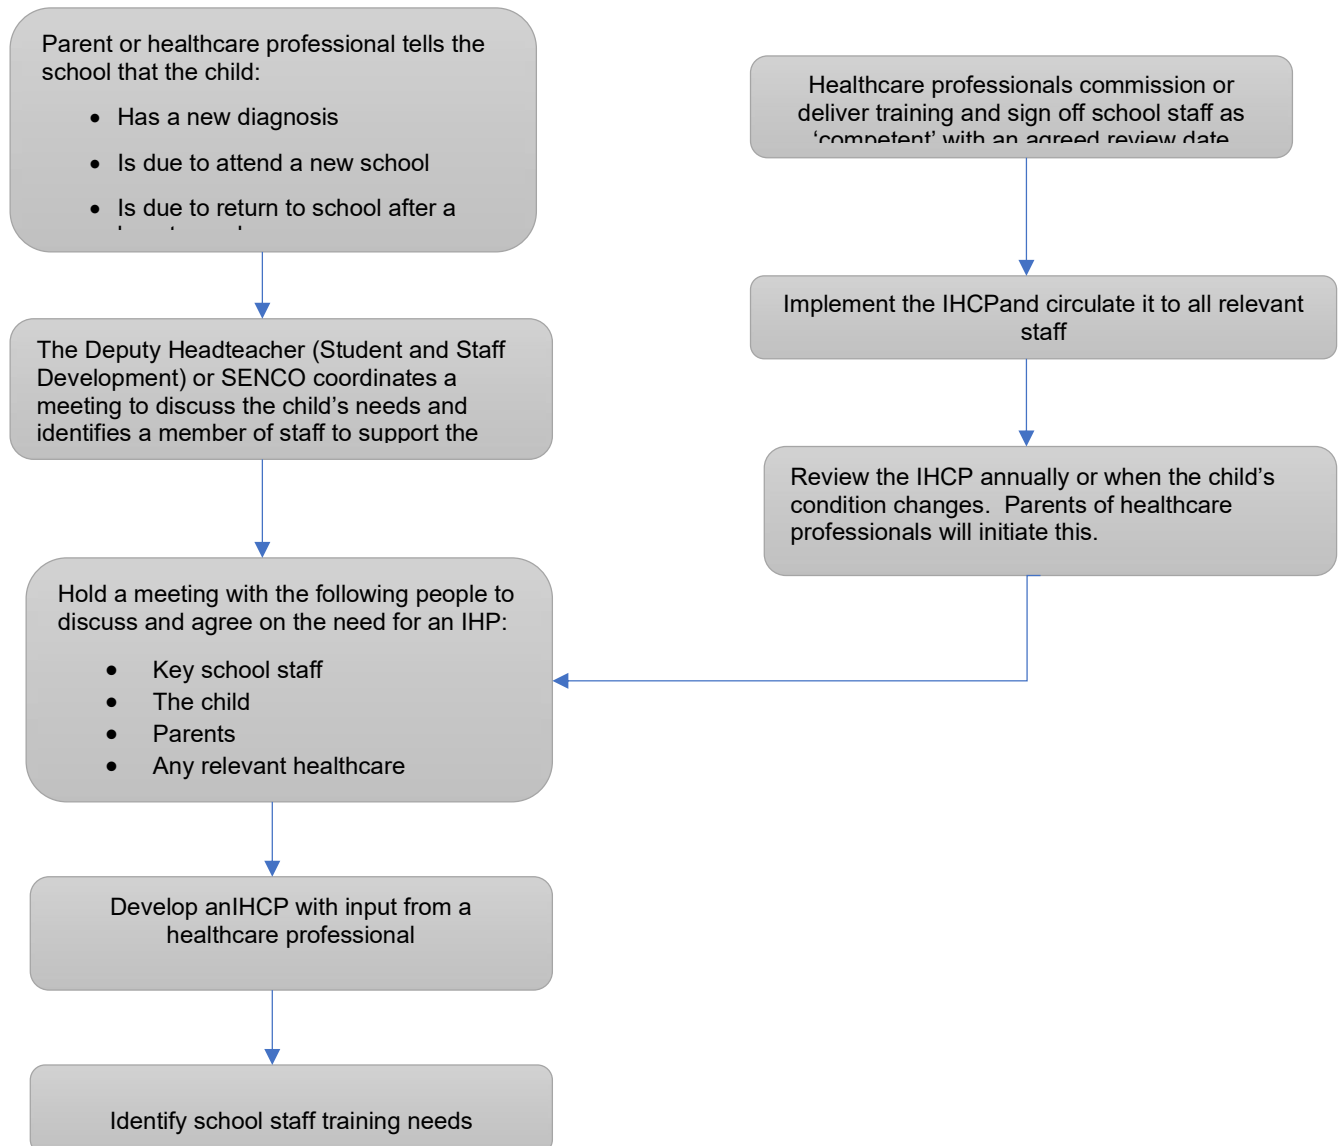 Parent or healthcare professional tells the
school that the child:
• Has a new diagnosis
• Is due to attend a new school
• Is due to return to school after a
The Deputy Headteacher (Student and Staff
Development) or SENCO coordinates a
meeting to discuss the child's needs and
identifies a member of staff to support the
Hold a meeting with the following people to
discuss and agree on the need for an IHP:
• Key school staff
• The child
• Parents
• Any relevant healthcare
Develop anIHCP with input from a
healthcare professional
Identify school staff training needs
Healthcare professionals commission or
deliver training and sign off school staff as
‘competent’ with an agreed review date
Implement the IHCPand circulate it to all relevant
staff
Review the IHCP annually or when the child’s
condition changes.  Parents of healthcare
professionals will initiate this.